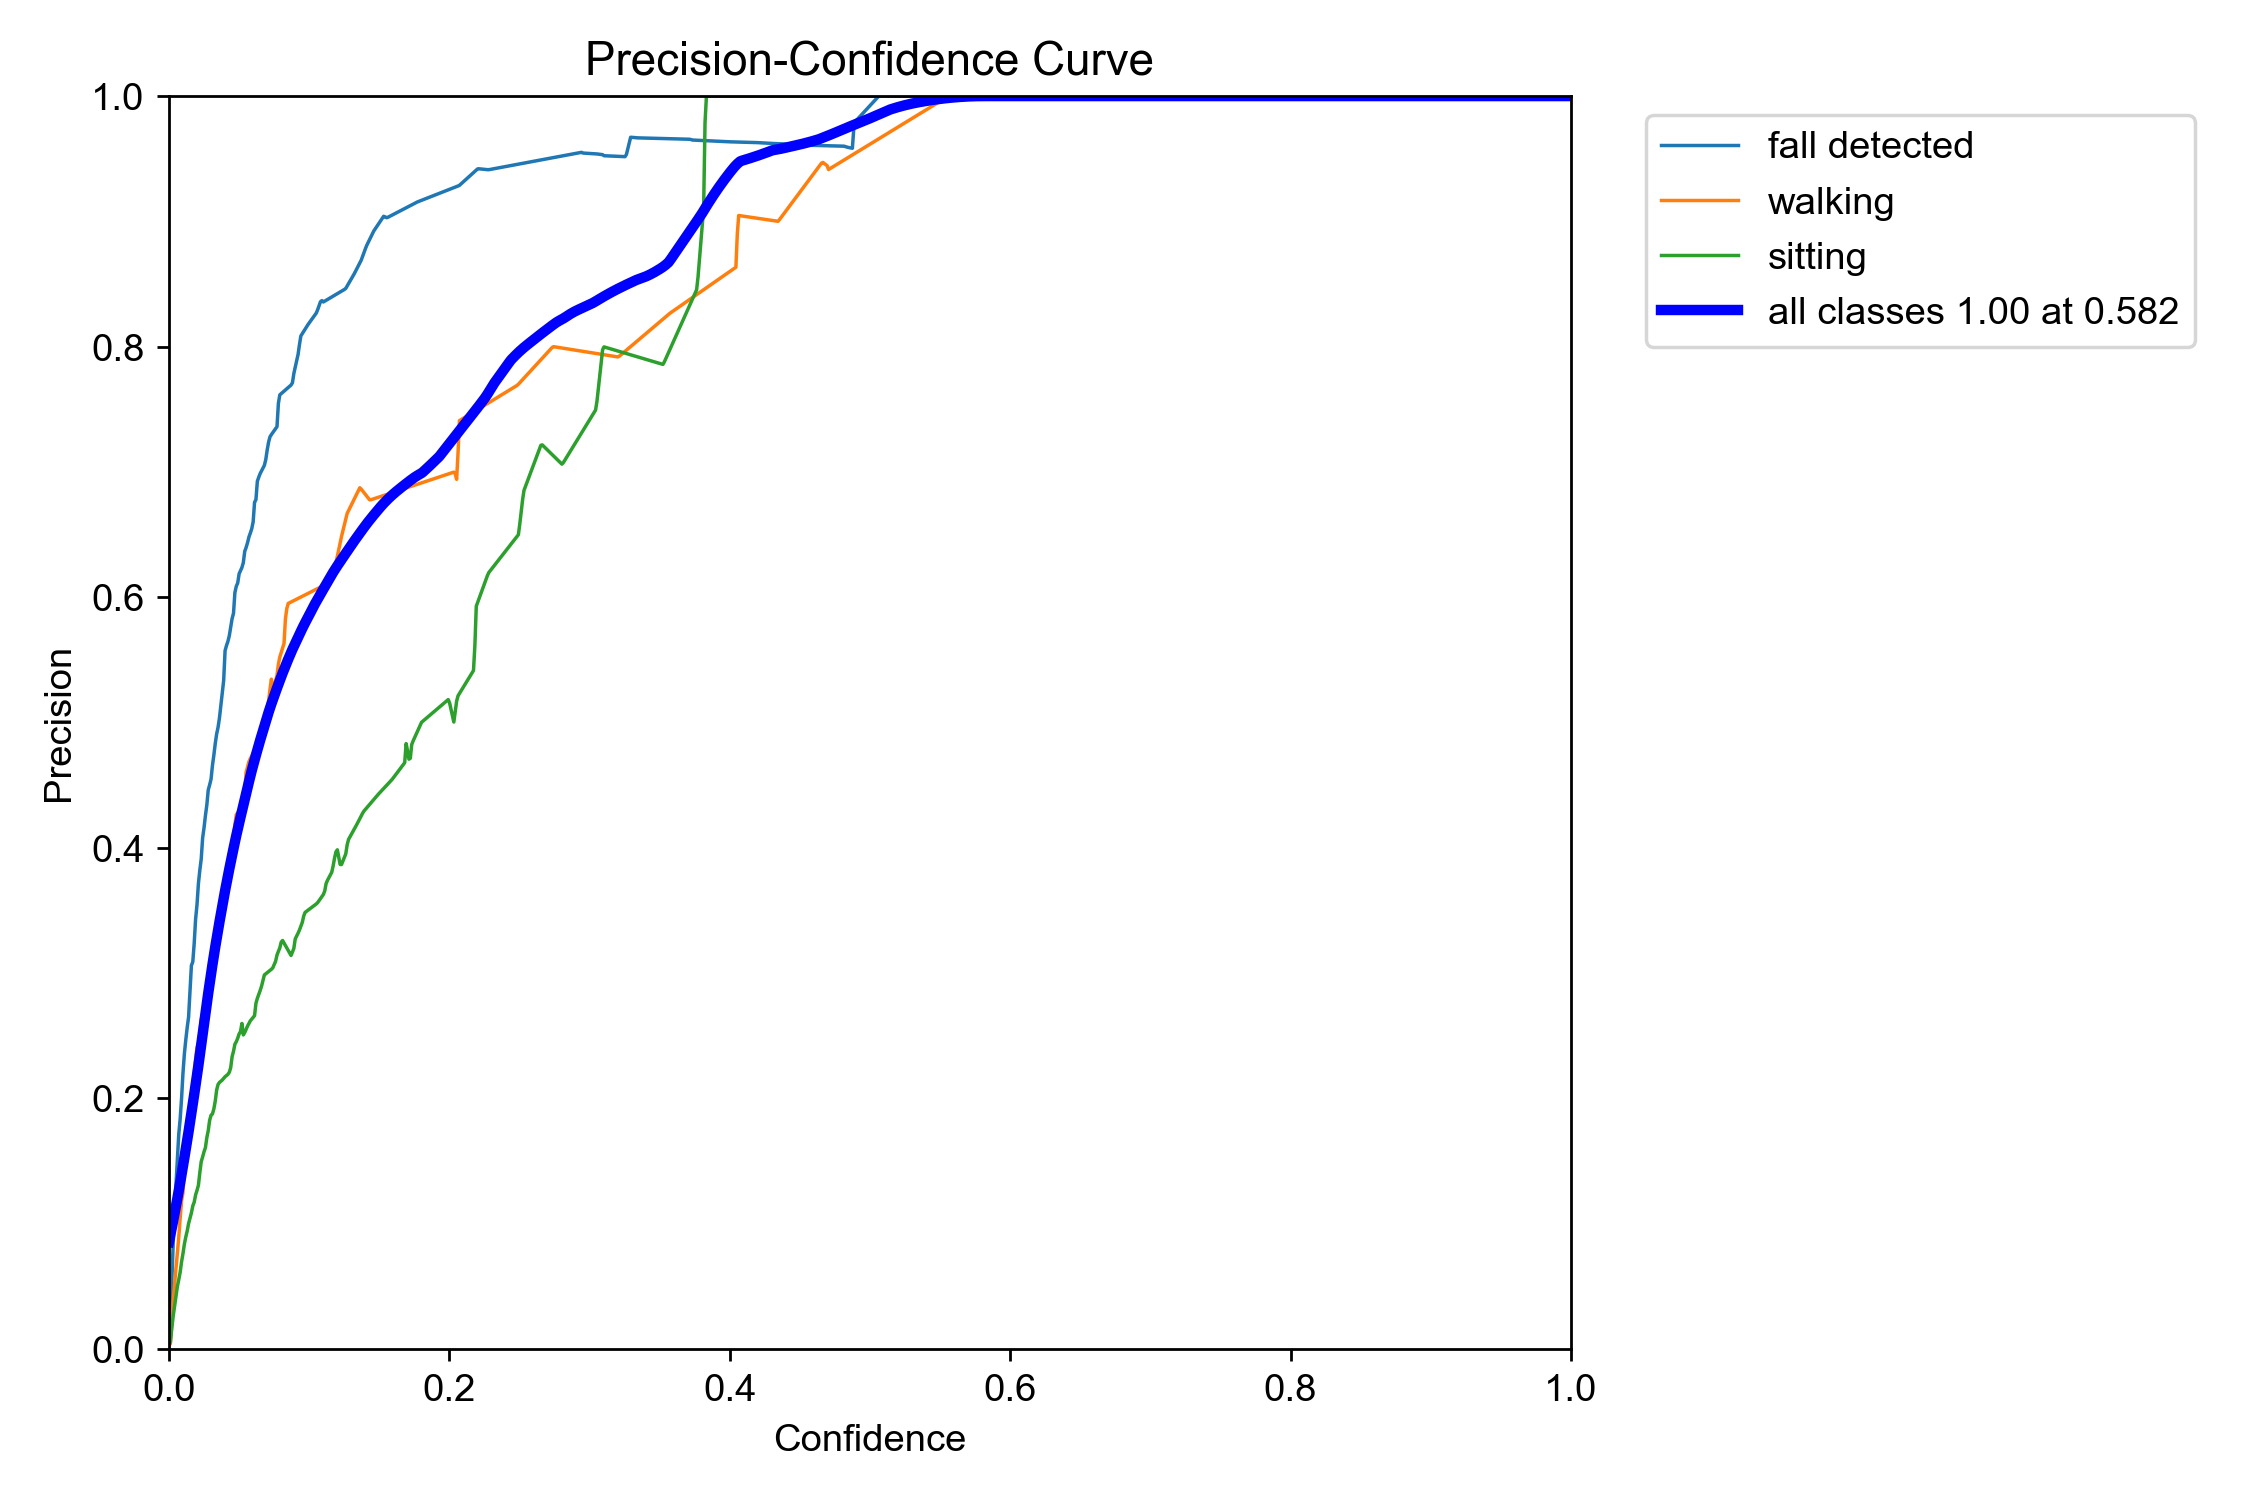 Precision-Confidence Curve
1.0
0.8
0.6
0.4
0.2
0.0
Precision
0.0 0.2 0.4 0.6 0.8 1.0
Confidence
fall detected
walking
sitting
all classes 1.00 at 0.582